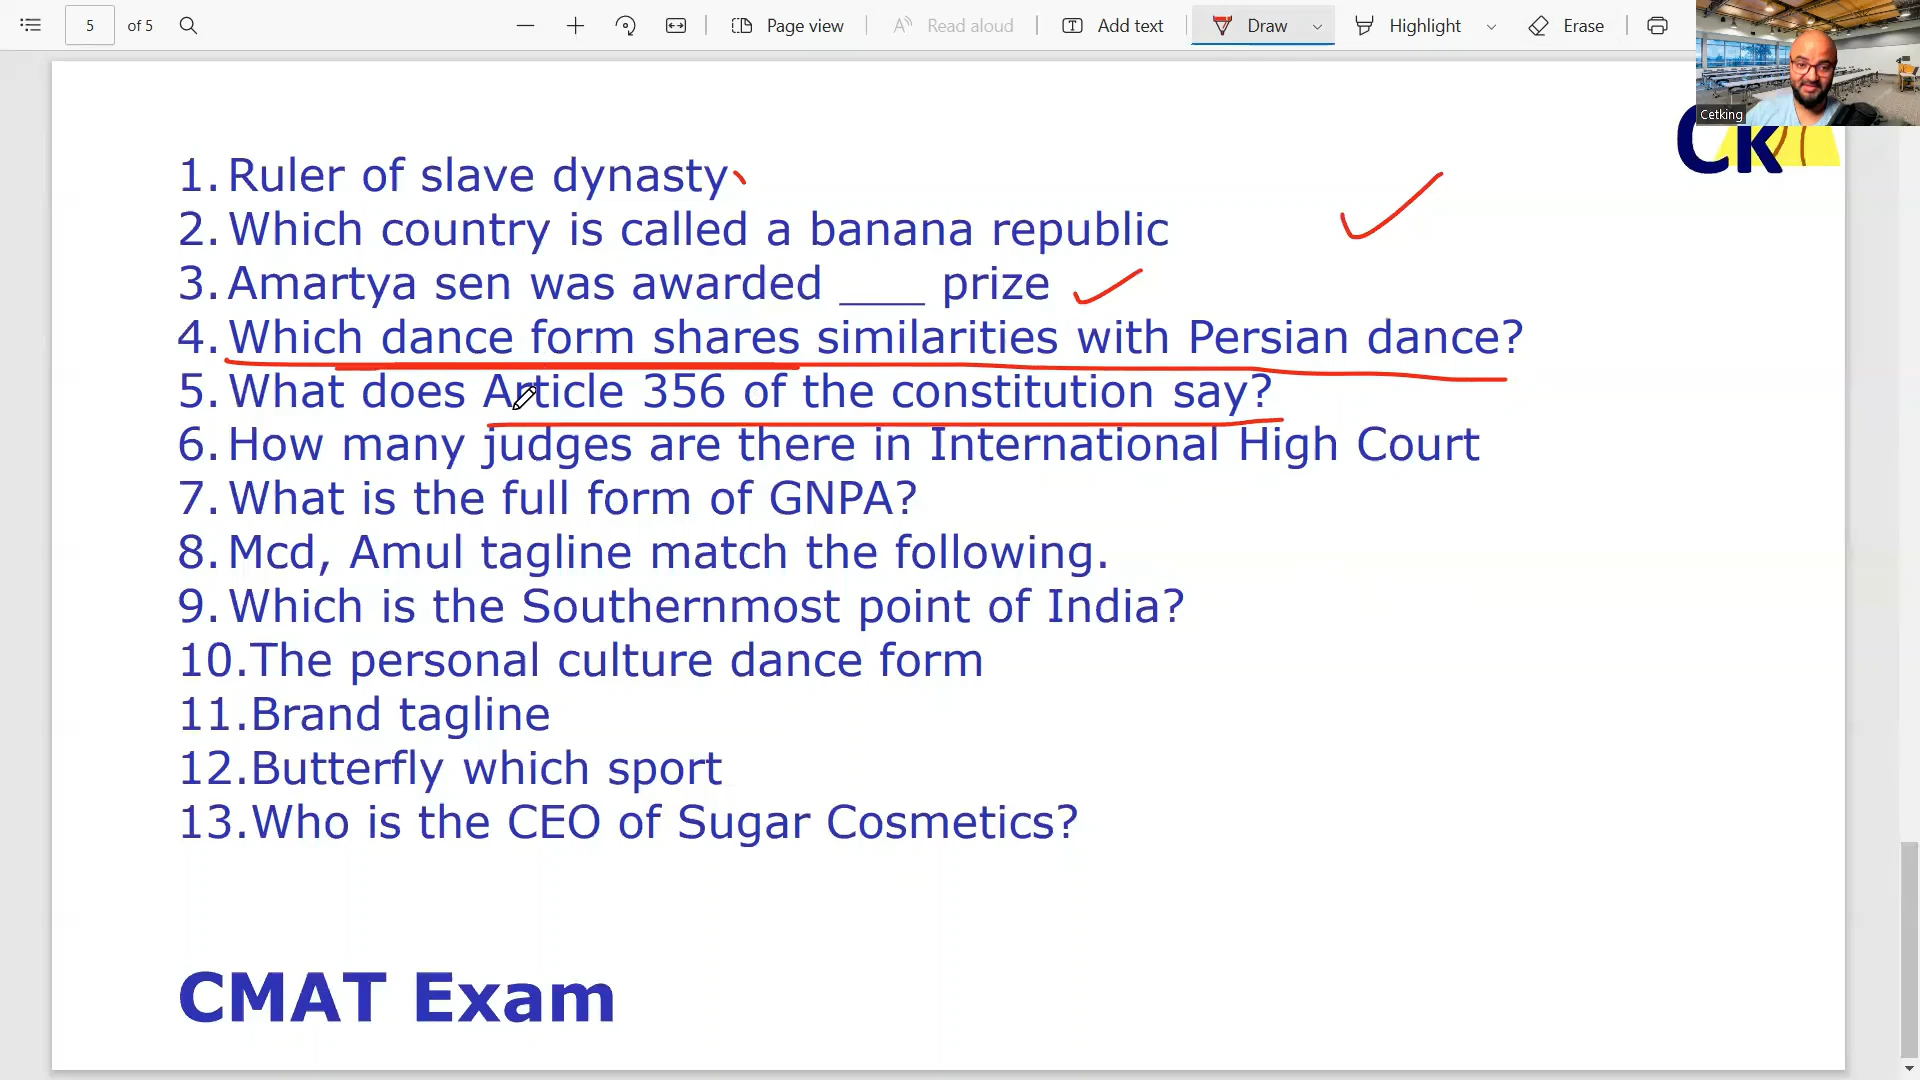 5 of 5 Page view Read aloud Add text Draw Highlight Erase
Cetking
Ck
1. Ruler of slave dynasty
2. Which country is called a banana republic
3. Amartya sen was awarded ____ prize
4. Which dance form shares similarities with Persian dance?
5. What does Article 356 of the constitution say?
6. How many judges are there in International High Court
7. What is the full form of GNPA?
8. Mcd, Amul tagline match the following.
9. Which is the Southernmost point of India?
10.The personal culture dance form
11.Brand tagline
12.Butterfly which sport
13.Who is the CEO of Sugar Cosmetics?
CMAT Exam